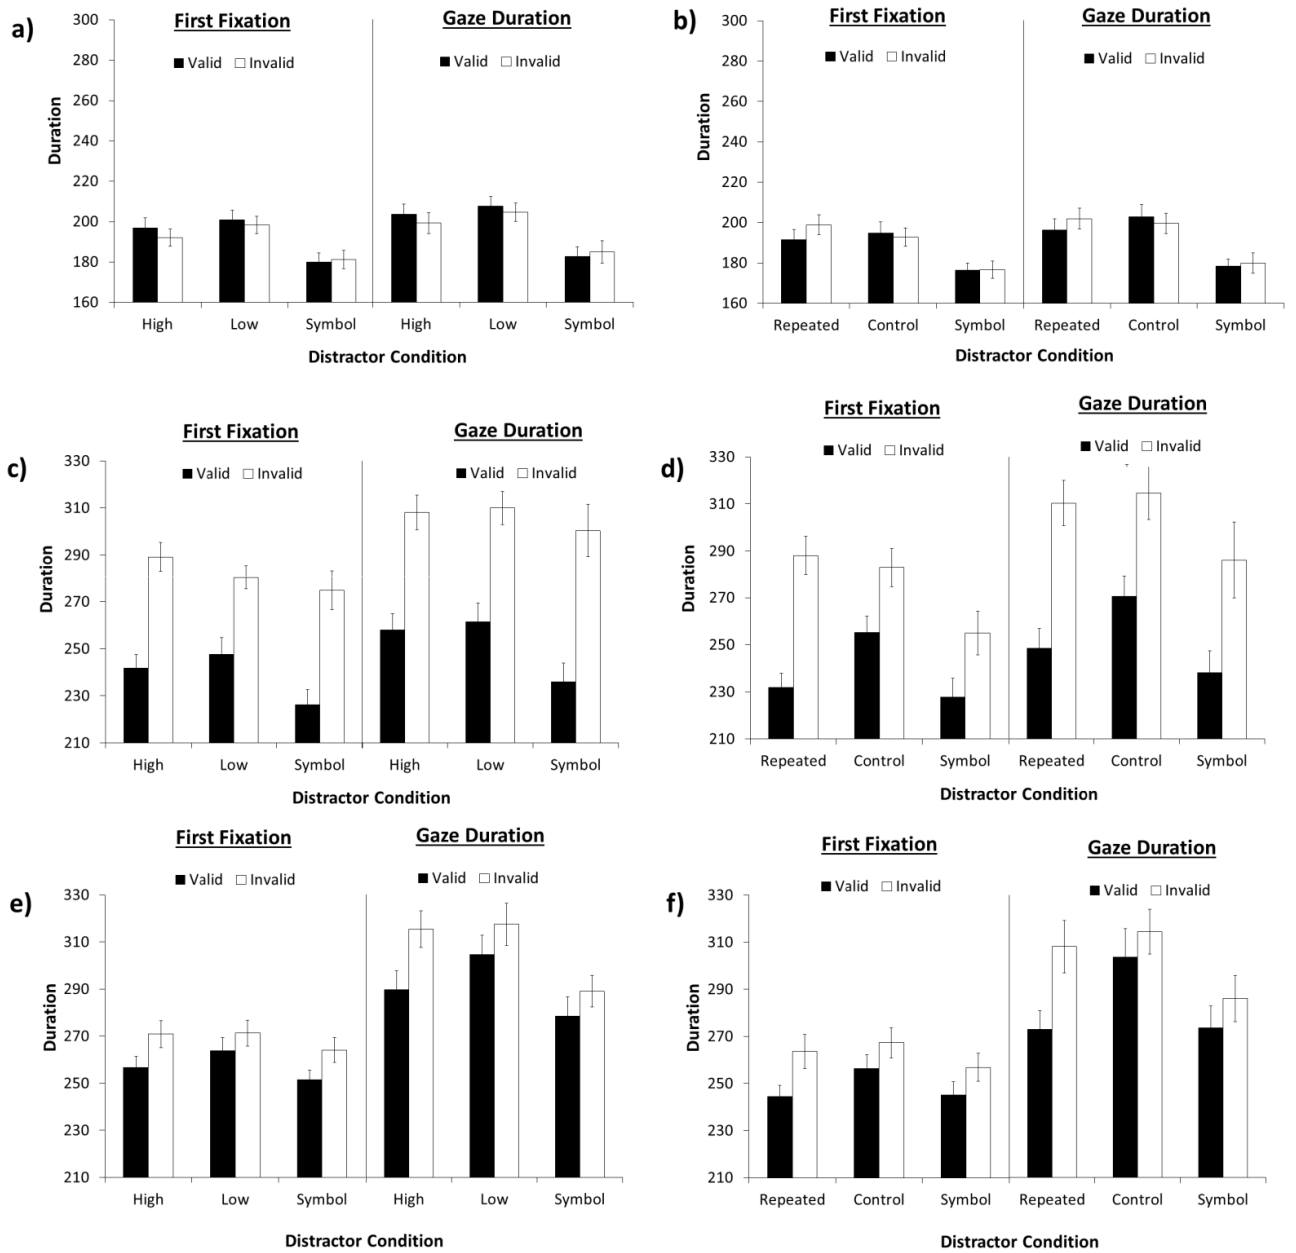 a)
First Fixation Gaze Duration
Valid Invalid Valid Invalid
300
280
260
240
220
200
180
160
Duration
High Low Symbol High Low Symbol
Distractor Condition
b)
First Fixation Gaze Duration
Valid Invalid Valid Invalid
300
280
260
240
220
200
180
160
Duration
Repeated Control Symbol Repeated Control Symbol
Distractor Condition
c)
First Fixation Gaze Duration
Valid Invalid Valid Invalid
330
310
290
270
250
230
210
Duration
High Low Symbol High Low Symbol
Distractor Condition
d)
First Fixation Gaze Duration
Valid Invalid Valid Invalid
330
310
290
270
250
230
210
Duration
Repeated Control Symbol Repeated Control Symbol
Distractor Condition
e)
First Fixation Gaze Duration
Valid Invalid Valid Invalid
330
310
290
270
250
230
210
Duration
High Low Symbol High Low Symbol
Distractor Condition
f)
First Fixation Gaze Duration
Valid Invalid Valid Invalid
330
310
290
270
250
230
210
Duration
Repeated Control Symbol Repeated Control Symbol
Distractor Condition